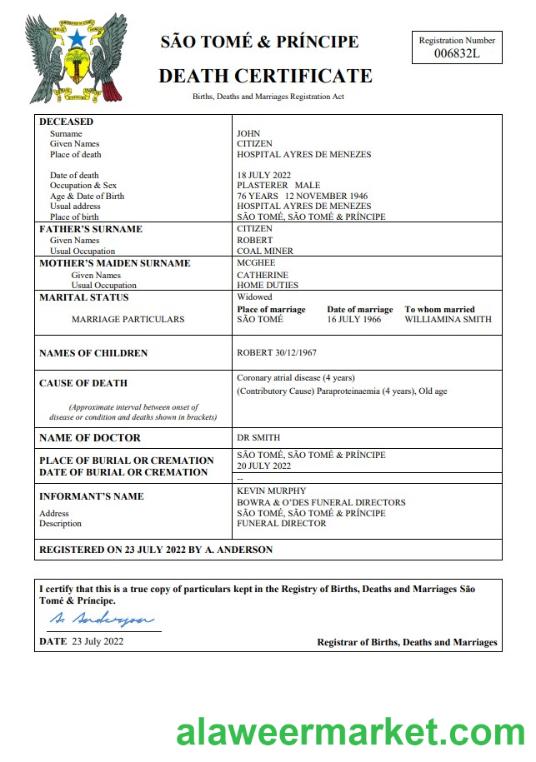 SÃO TOMÉ & PRÍNCIPE
DEATH CERTIFICATE
Births, Deaths and Marriages Registration Act
Registration Number
006832L
DECEASED
Surname JOHN
Given Names CITIZEN
Place of death HOSPITAL AYRES DE MENEZES
Date of death 18 JULY 2022
Occupation & Sex PLASTERER MALE
Age & Date of Birth 76 YEARS 12 NOVEMBER 1946
Usual address HOSPITAL AYRES DE MENEZES
Place of birth SÃO TOMÉ, SÃO TOMÉ & PRÍNCIPE
FATHER'S SURNAME CITIZEN
Given Names ROBERT
Usual Occupation COAL MINER
MOTHER'S MAIDEN SURNAME MCGHEE
Given Names CATHERINE
Usual Occupation HOME DUTIES
MARITAL STATUS Widowed
Place of marriage Date of marriage To whom married
MARRIAGE PARTICULARS SÃO TOMÉ 16 JULY 1966 WILLIAMINA SMITH
NAMES OF CHILDREN ROBERT 30/12/1967
CAUSE OF DEATH
Coronary atrial disease (4 years)
(Contributory Cause) Paraproteinaemia (4 years), Old age
(Approximate interval between onset of
disease or condition and deaths shown in brackets)
NAME OF DOCTOR DR SMITH
PLACE OF BURIAL OR CREMATION SÃO TOMÉ, SÃO TOMÉ & PRÍNCIPE
DATE OF BURIAL OR CREMATION 20 JULY 2022
--
INFORMANT'S NAME KEVIN MURPHY
BOWRA & O'DES FUNERAL DIRECTORS
Address SÃO TOMÉ, SÃO TOMÉ & PRÍNCIPE
Description FUNERAL DIRECTOR
REGISTERED ON 23 JULY 2022 BY A. ANDERSON
I certify that this is a true copy of particulars kept in the Registry of Births, Deaths and Marriages São
Tomé & Príncipe.
A. Anderson
DATE 23 July 2022 Registrar of Births, Deaths and Marriages
alaweermarket.com